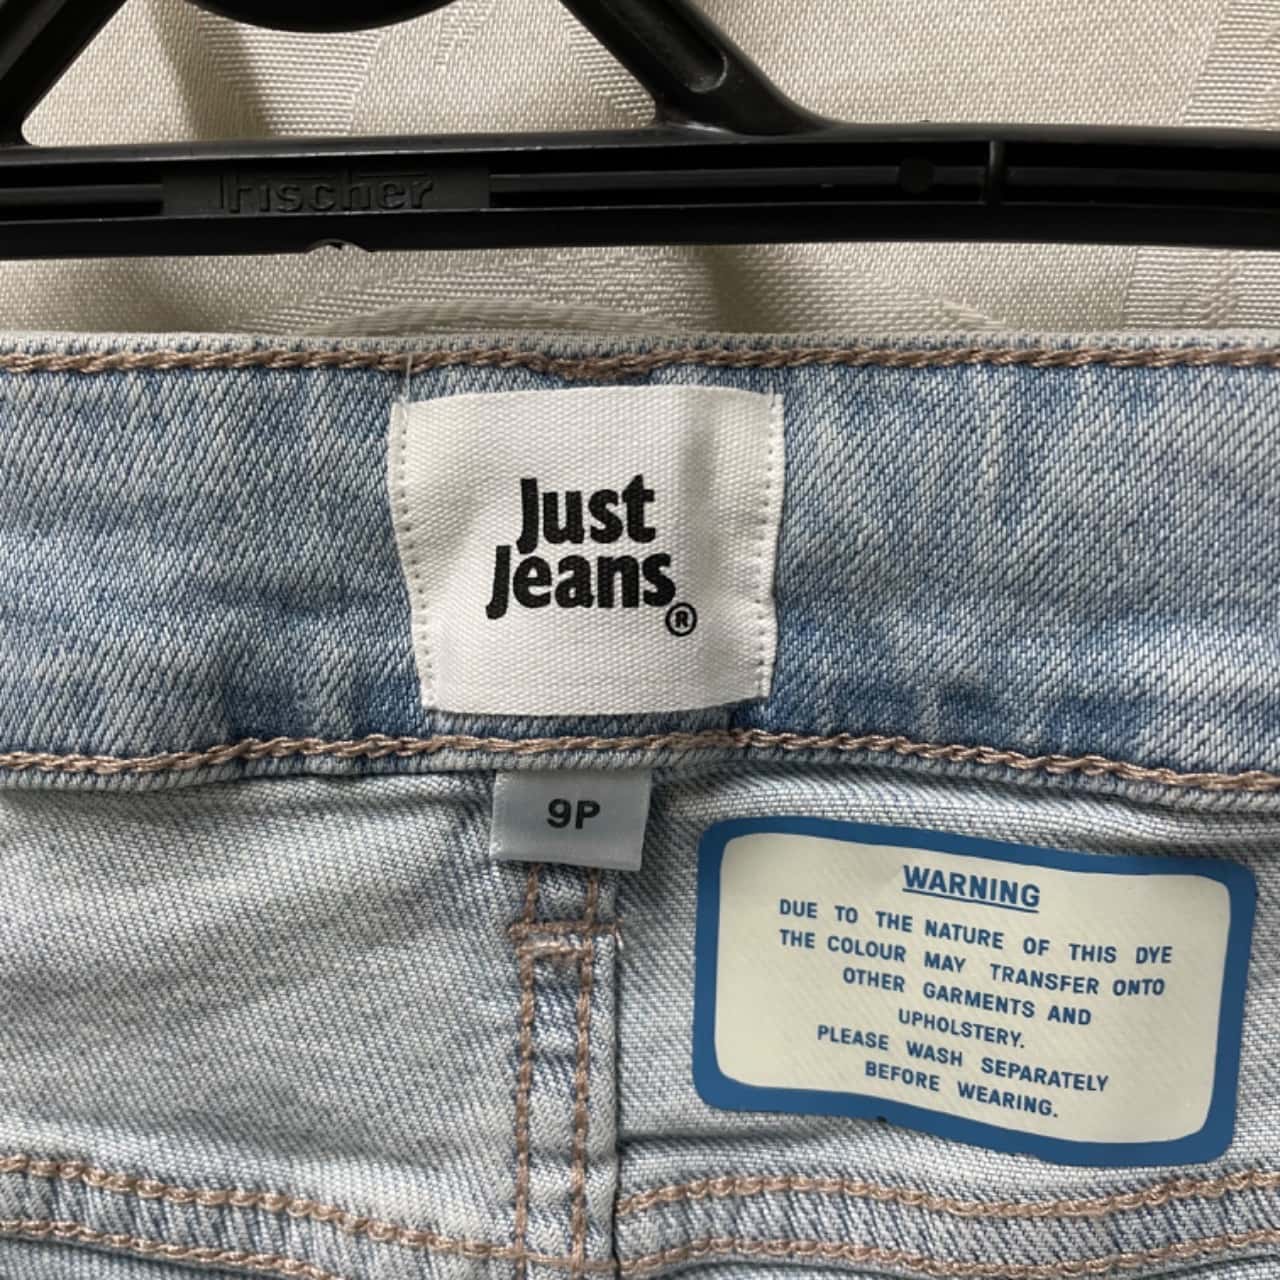 fischer
Just
Jeans®
9P
WARNING
DUE TO THE NATURE OF THIS DYE
THE COLOUR MAY TRANSFER ONTO
OTHER GARMENTS AND
UPHOLSTERY.
PLEASE WASH SEPARATELY
BEFORE WEARING.